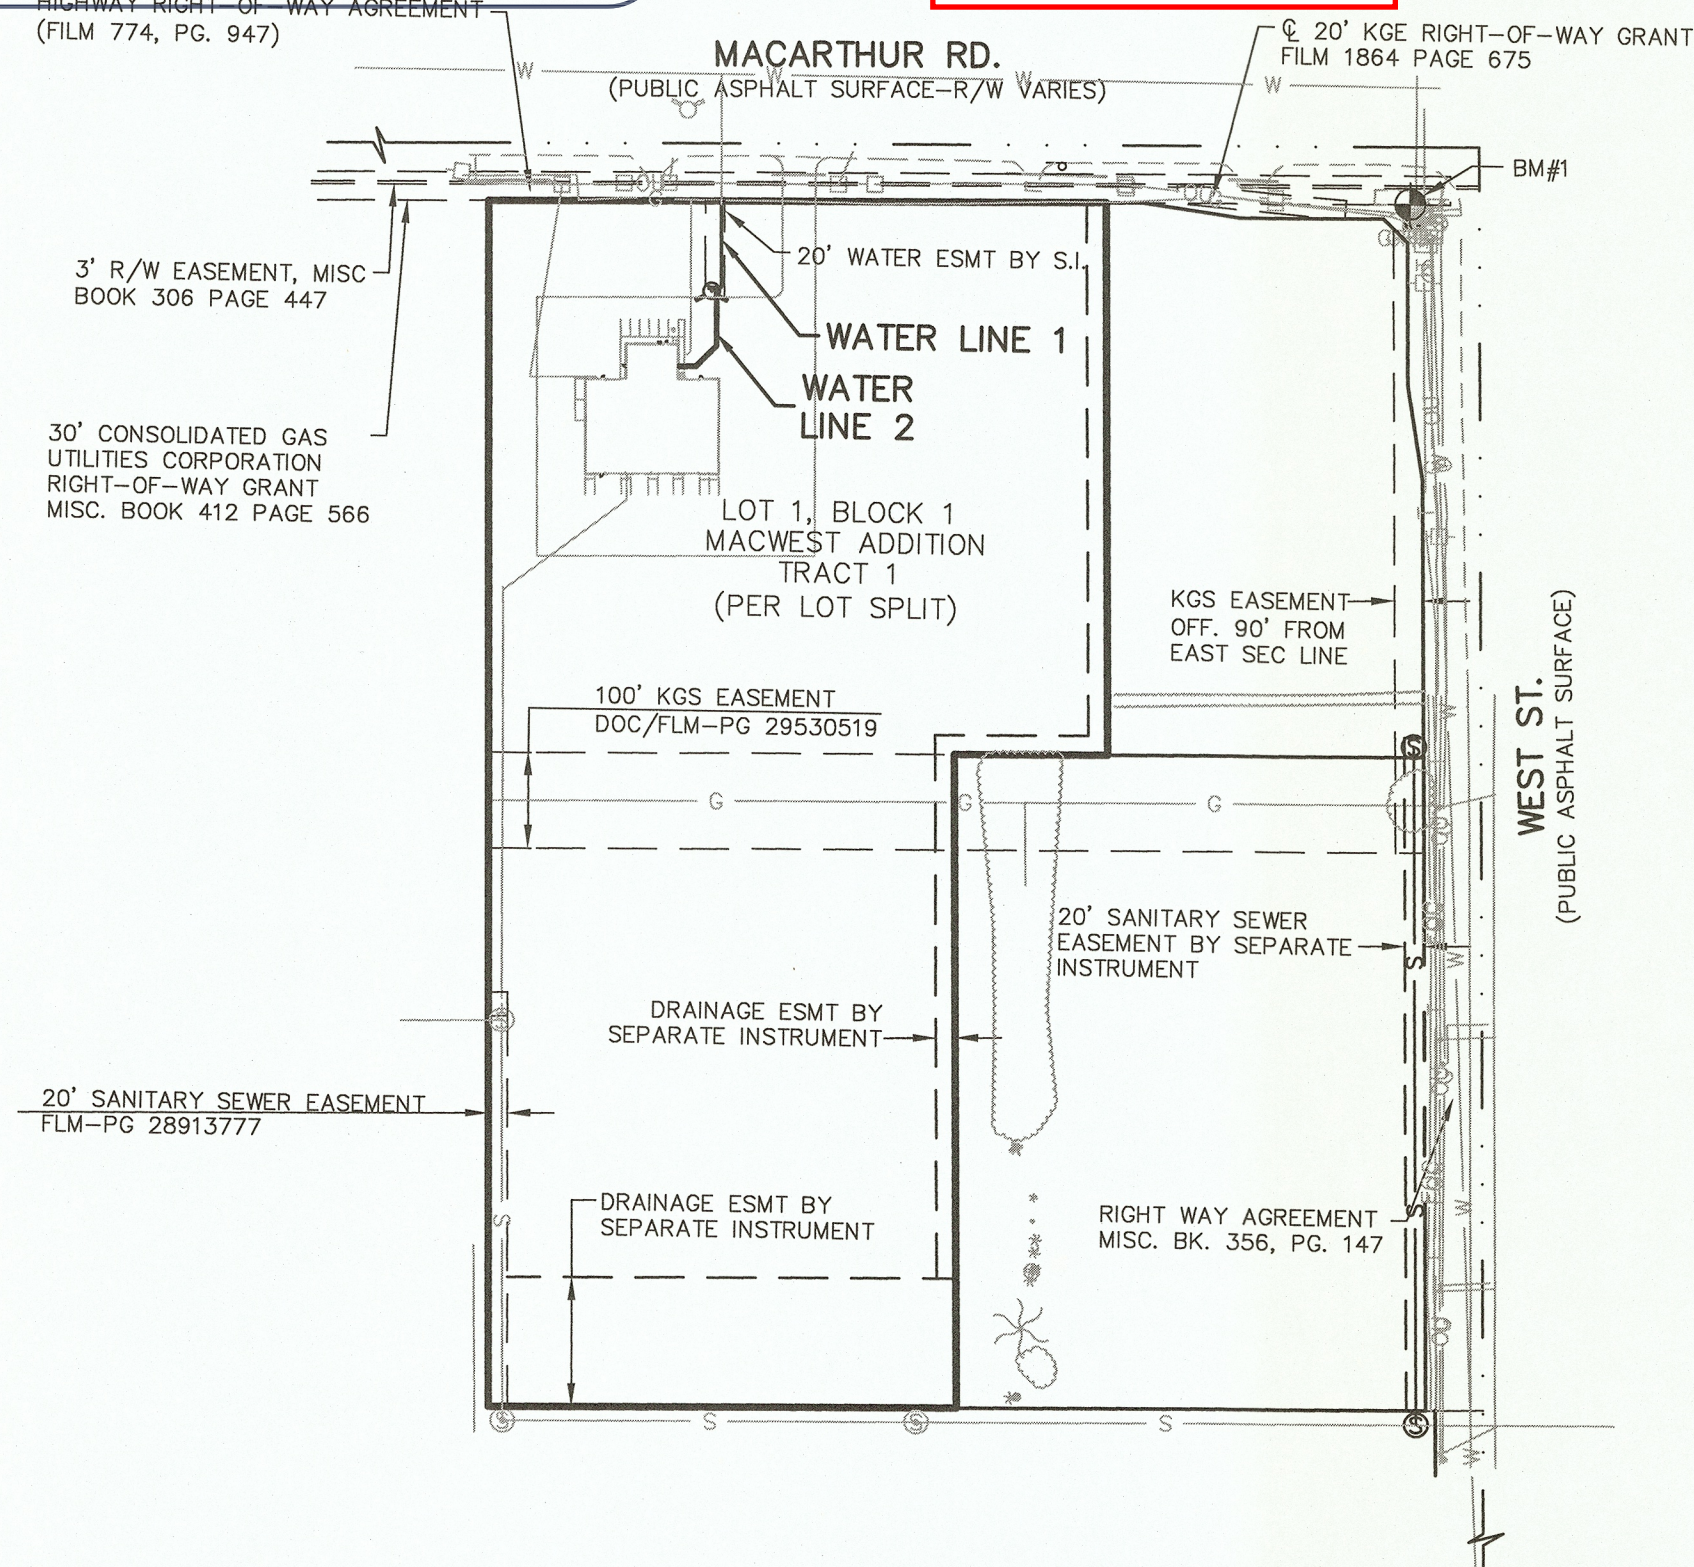 HIGHWAY RIGHT-OF-WAY AGREEMENT
(FILM 774, PG. 947)
MACARTHUR RD.
(PUBLIC ASPHALT SURFACE-R/W VARIES)
℄ 20' KGE RIGHT-OF-WAY GRANT
FILM 1864 PAGE 675
W
W
W
W
BM#1
G
3' R/W EASEMENT, MISC
BOOK 306 PAGE 447
20' WATER ESMT BY S.I.
WATER LINE 1
WATER
LINE 2
30' CONSOLIDATED GAS
UTILITIES CORPORATION
RIGHT-OF-WAY GRANT
MISC. BOOK 412 PAGE 566
LOT 1, BLOCK 1
MACWEST ADDITION
TRACT 1
(PER LOT SPLIT)
KGS EASEMENT
OFF. 90' FROM
EAST SEC LINE
WEST ST.
(PUBLIC ASPHALT SURFACE)
100' KGS EASEMENT
DOC/FLM-PG 29530519
W
S
G
G
G
20' SANITARY SEWER
EASEMENT BY SEPARATE
INSTRUMENT
S
W
DRAINAGE ESMT BY
SEPARATE INSTRUMENT
20' SANITARY SEWER EASEMENT
FLM-PG 28913777
DRAINAGE ESMT BY
SEPARATE INSTRUMENT
S
RIGHT WAY AGREEMENT
MISC. BK. 356, PG. 147
S
W
S
S
S
S
S
W